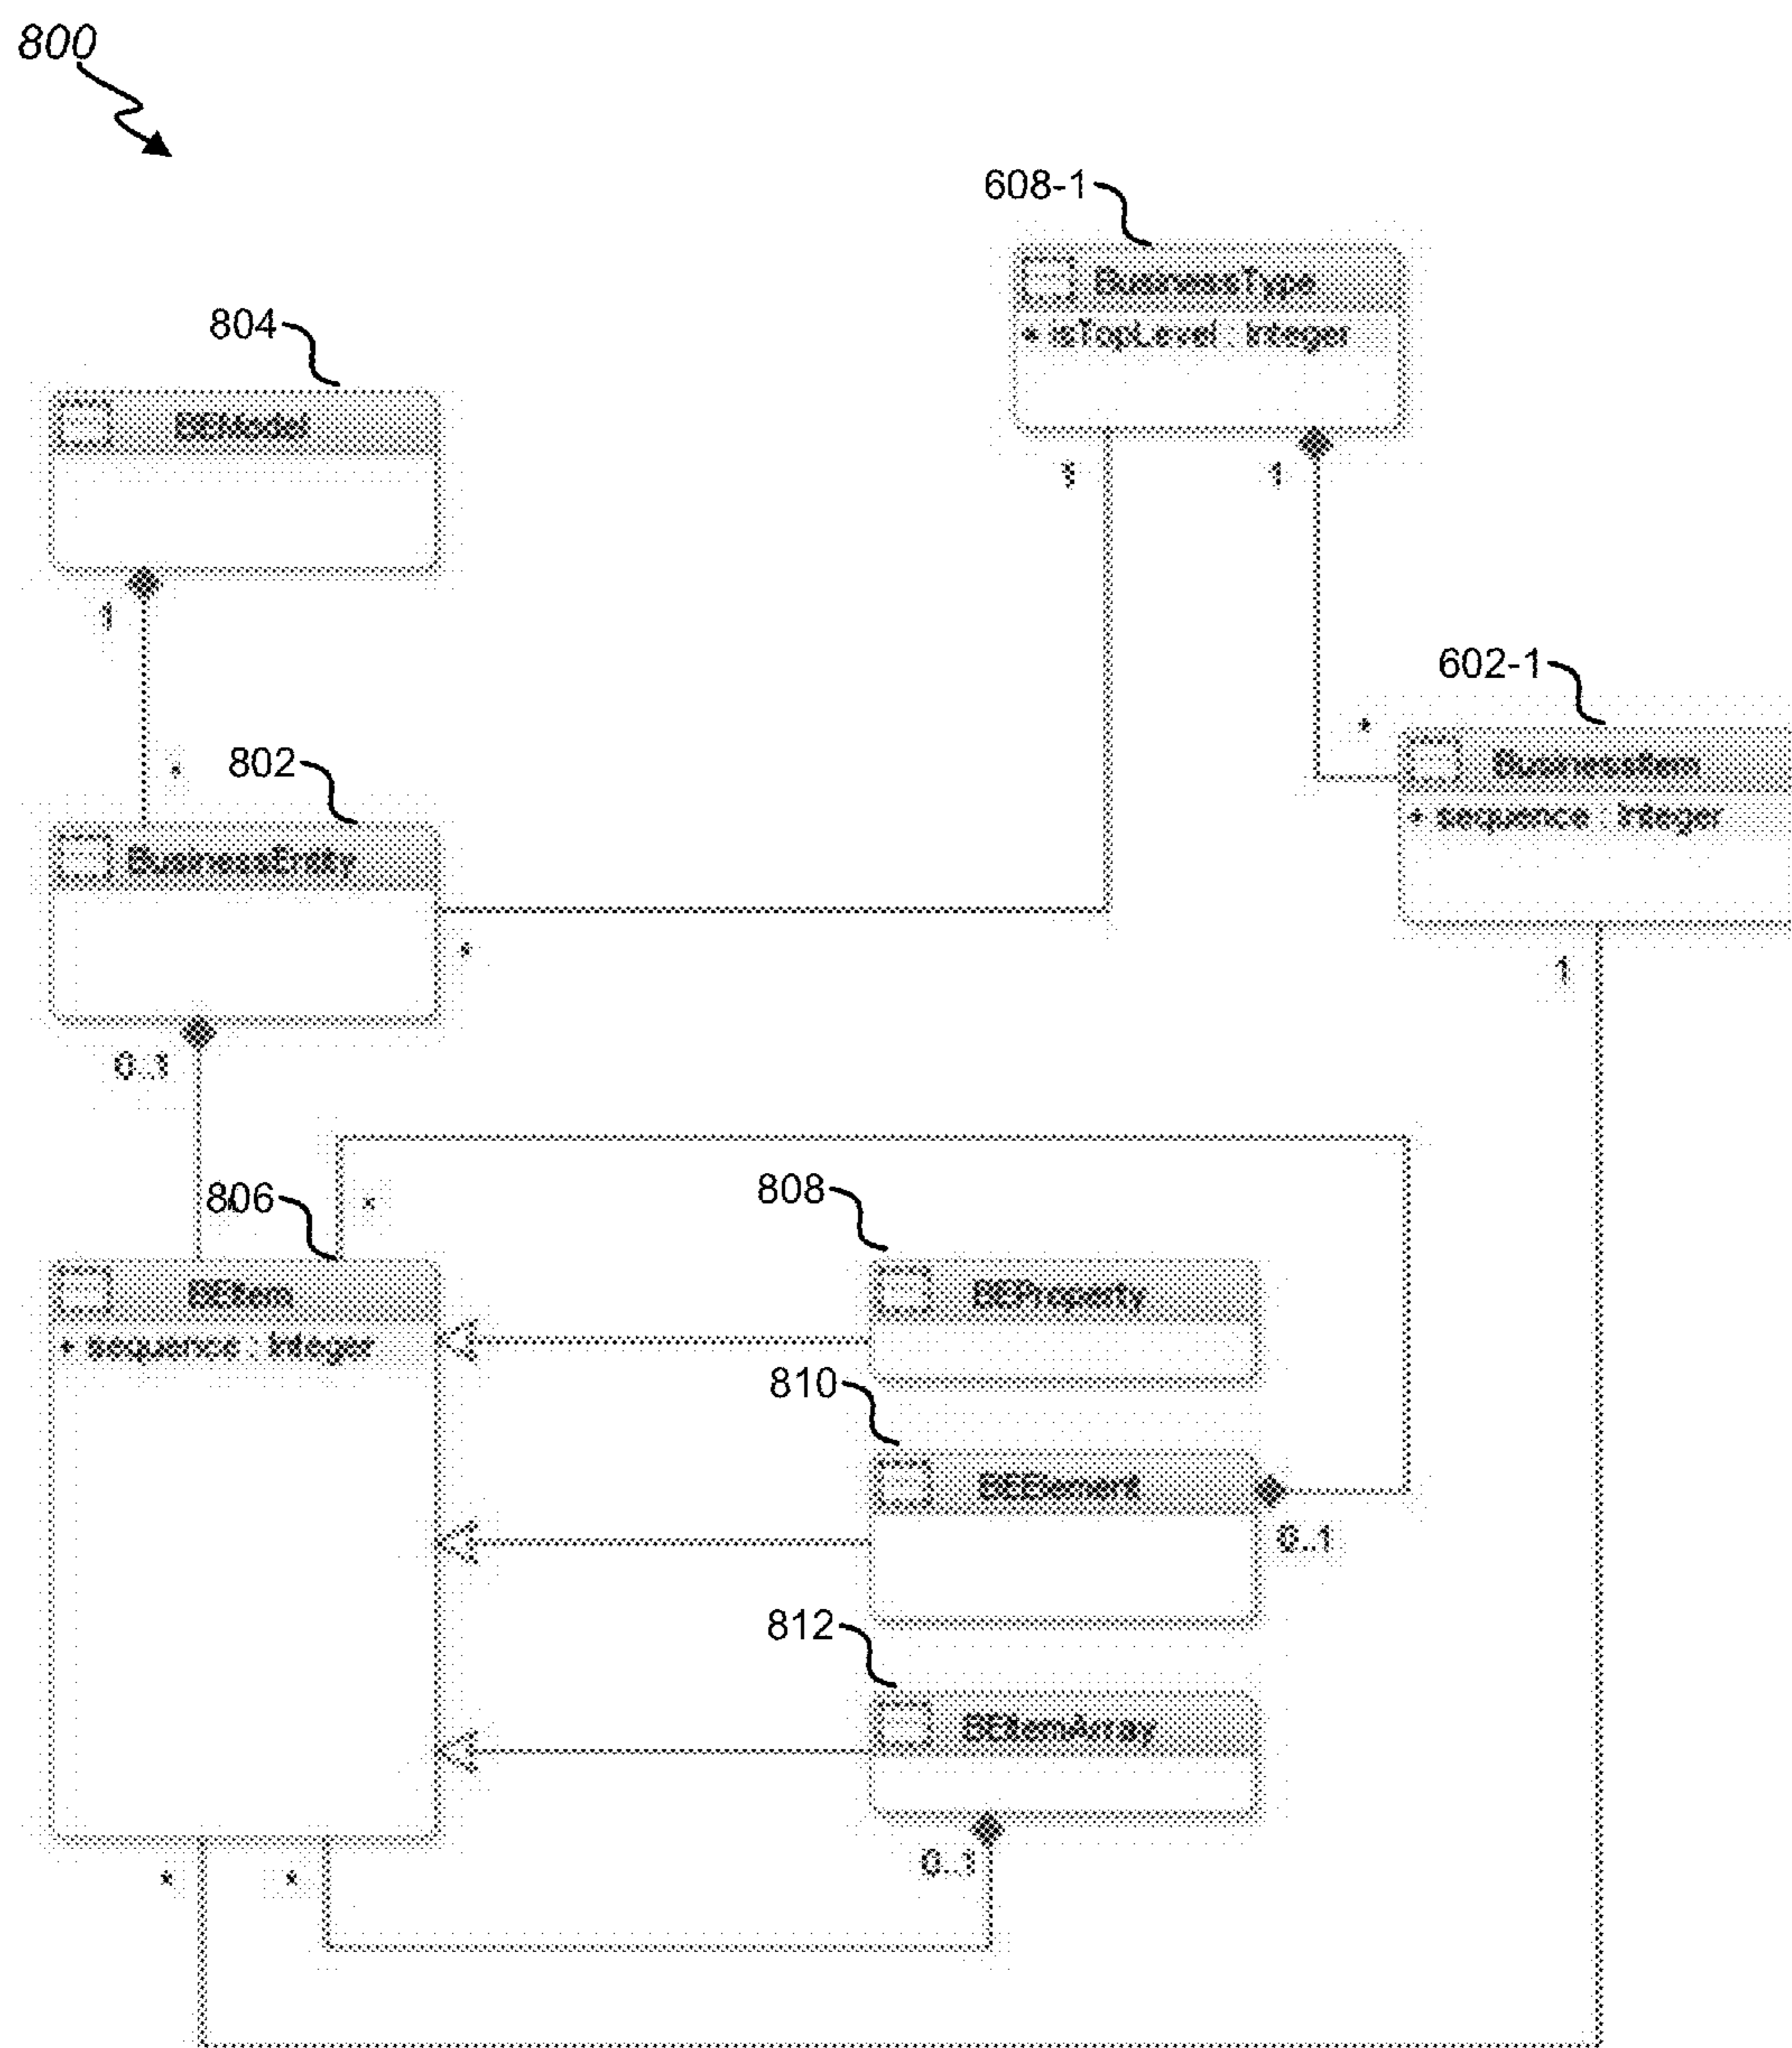 800
608-1
BusinessType
+ isTopLevel : Integer
804
BEModel
1
1
1
602-1
*
BusinessItem
+ sequence : Integer
*
802
BusinessEntity
*
1
0..1
806
*
808
BEItem
BEProperty
+ sequence : Integer
810
BEElement
0..1
812
BEItemArray
0..1
*
*